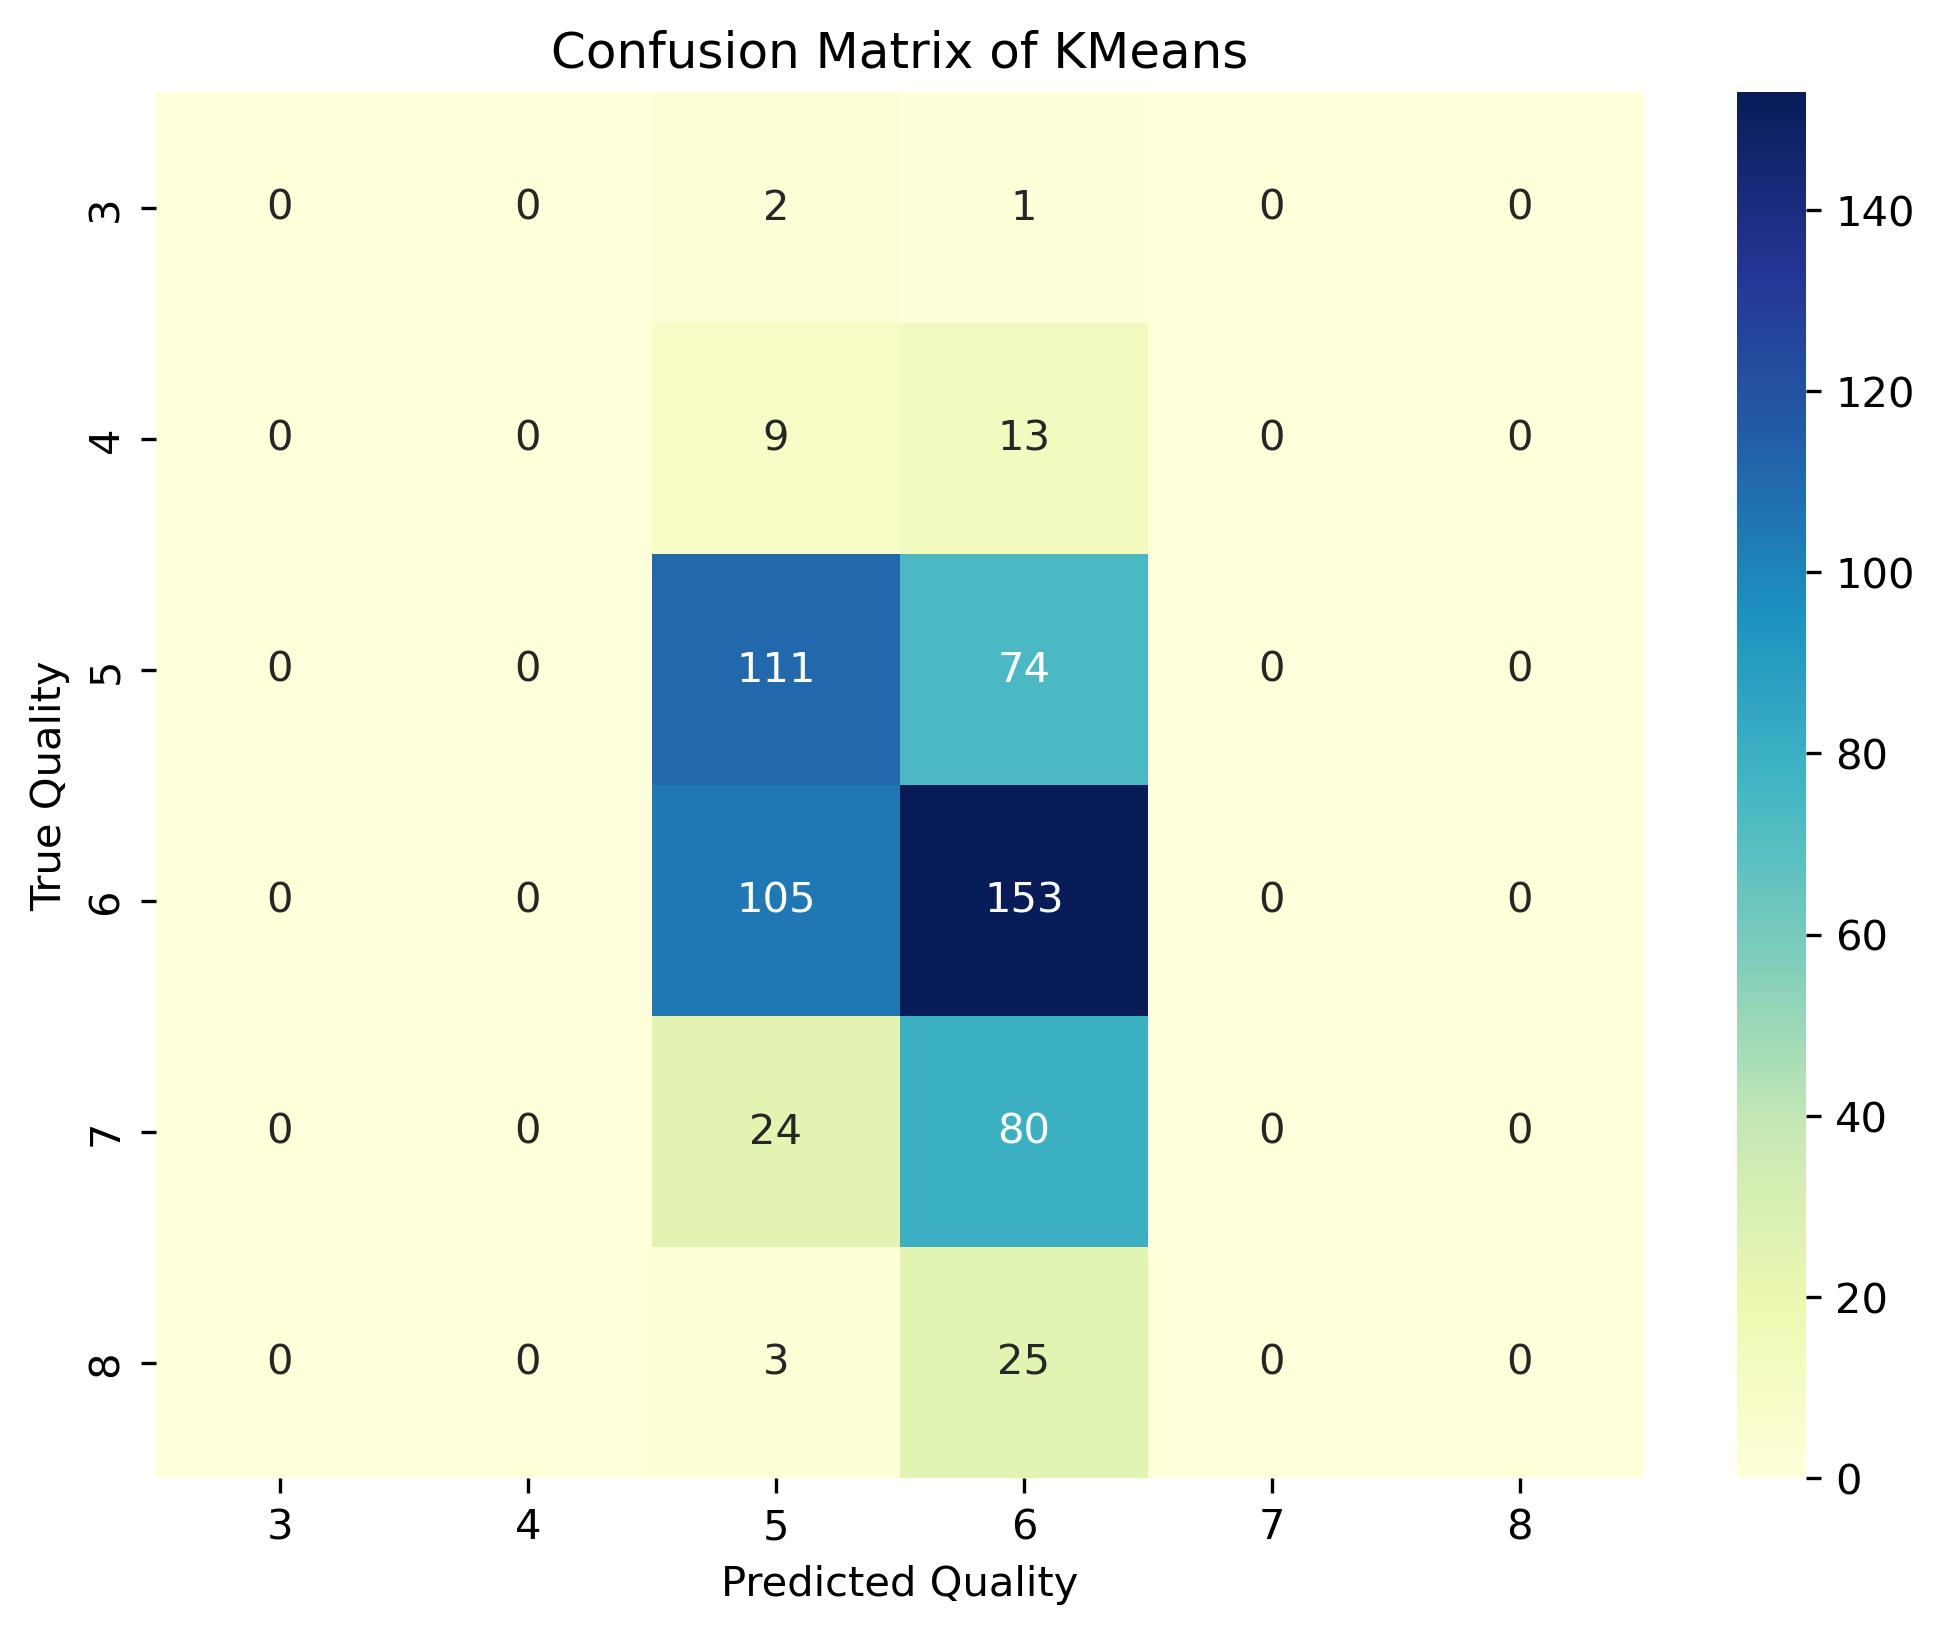 Confusion Matrix of KMeans
True Quality
3 0 0 2 1 0 0
4 0 0 9 13 0 0
5 0 0 111 74 0 0
6 0 0 105 153 0 0
7 0 0 24 80 0 0
8 0 0 3 25 0 0
3 4 5 6 7 8
Predicted Quality
140
120
100
80
60
40
20
0